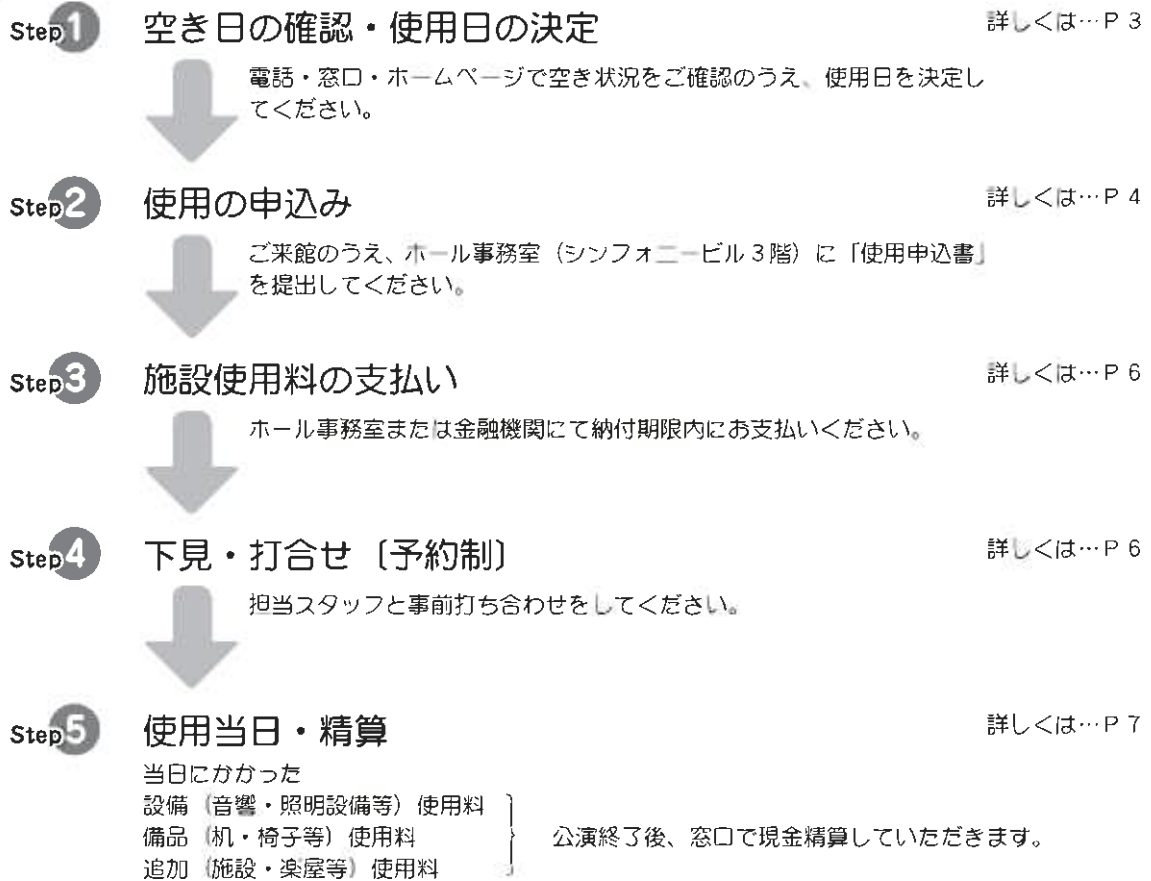 Step1 空き日の確認・使用日の決定 詳しくは…P 3
電話・窓口・ホームページで空き状況をご確認のうえ、使用日を決定し
てください。
Step2 使用の申込み 詳しくは…P 4
ご来館のうえ、ホール事務室（シンフォニービル3階）に「使用申込書」
を提出してください。
Step3 施設使用料の支払い 詳しくは…P 6
ホール事務室または金融機関にて納付期限内にお支払いください。
Step4 下見・打合せ〔予約制〕 詳しくは…P 6
担当スタッフと事前打ち合わせをしてください。
Step5 使用当日・精算 詳しくは…P 7
当日にかかった
設備（音響・照明設備等）使用料
備品（机・椅子等）使用料 公演終了後、窓口で現金精算していただきます。
追加（施設・楽屋等）使用料